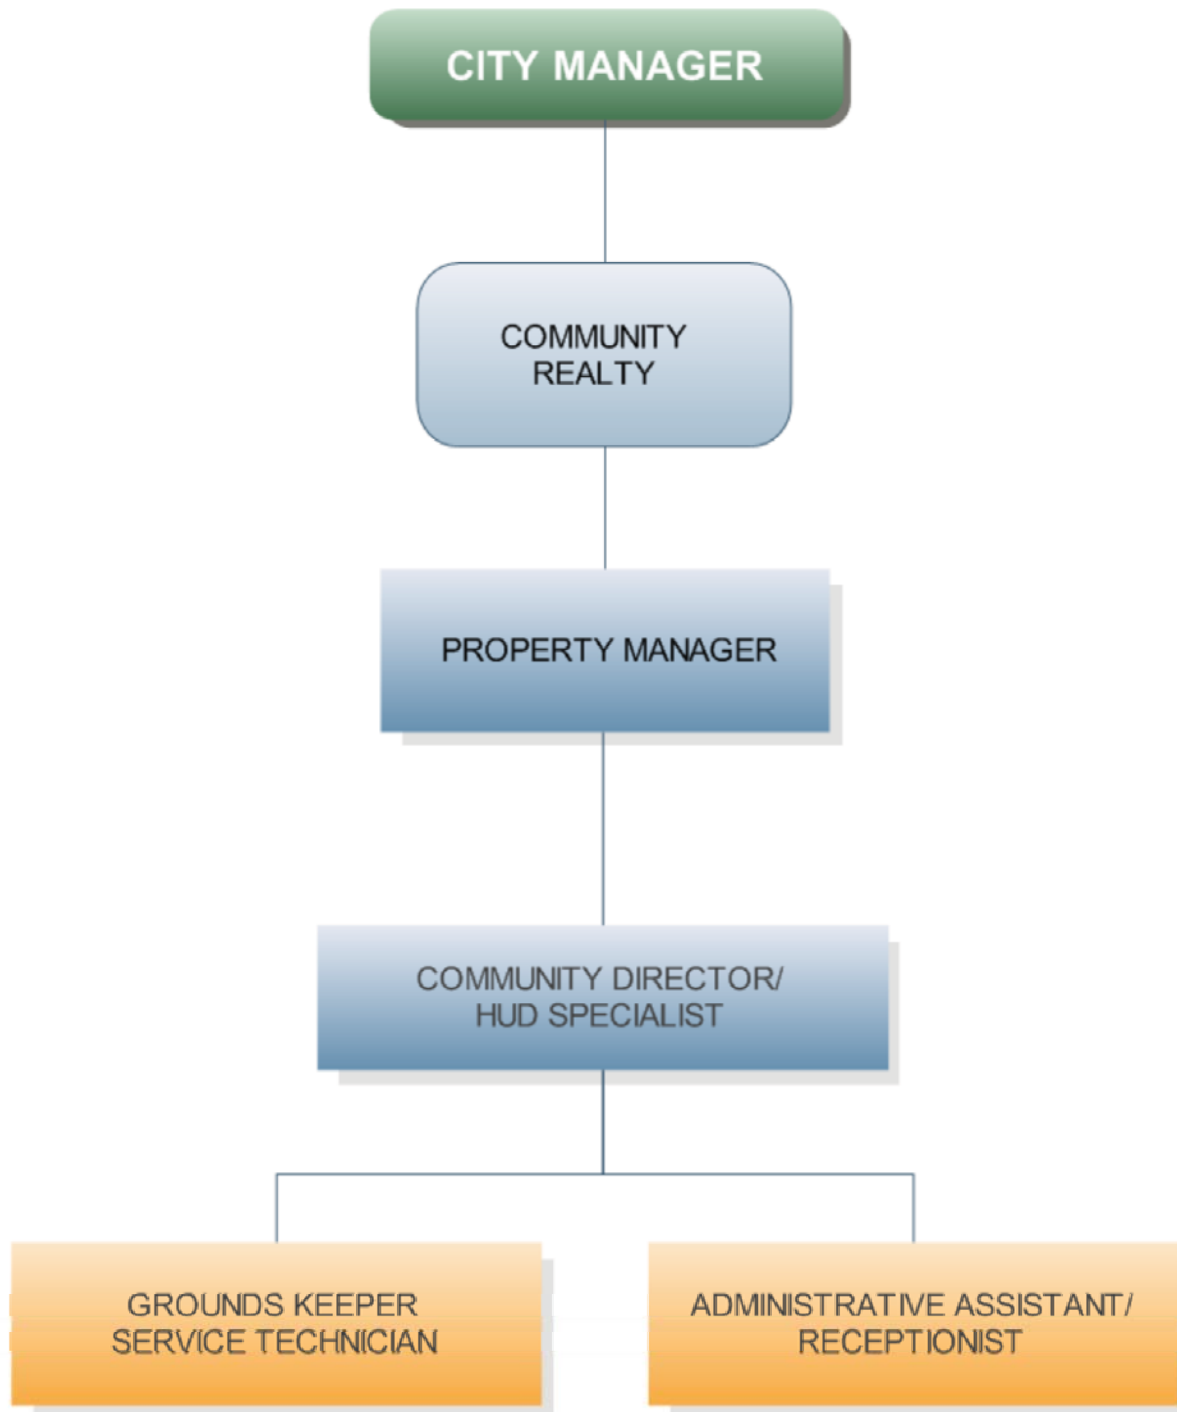 CITY MANAGER
COMMUNITY
REALTY
PROPERTY MANAGER
COMMUNITY DIRECTOR/
HUD SPECIALIST
GROUNDS KEEPER
SERVICE TECHNICIAN
ADMINISTRATIVE ASSISTANT/
RECEPTIONIST